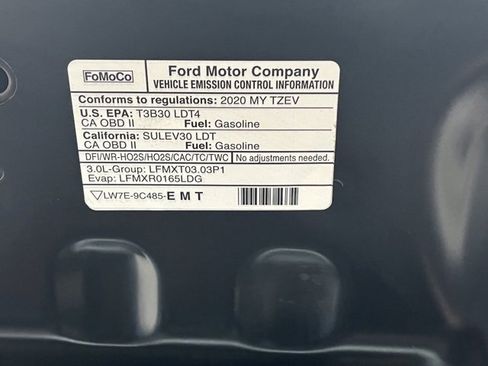 FoMoCo
Ford Motor Company
VEHICLE EMISSION CONTROL INFORMATION
Conforms to regulations: 2020 MY TZEV
U.S. EPA: T3B30 LDT4
CA OBD II Fuel: Gasoline
California: SULEV30 LDT
CA OBD II Fuel: Gasoline
DFI/WR-HO2S/HO2S/CAC/TC/TWC No adjustments needed.
3.0L-Group: LFMXT03.03P1
Evap: LFMXR0165LDG
LW7E-9C485-E M T